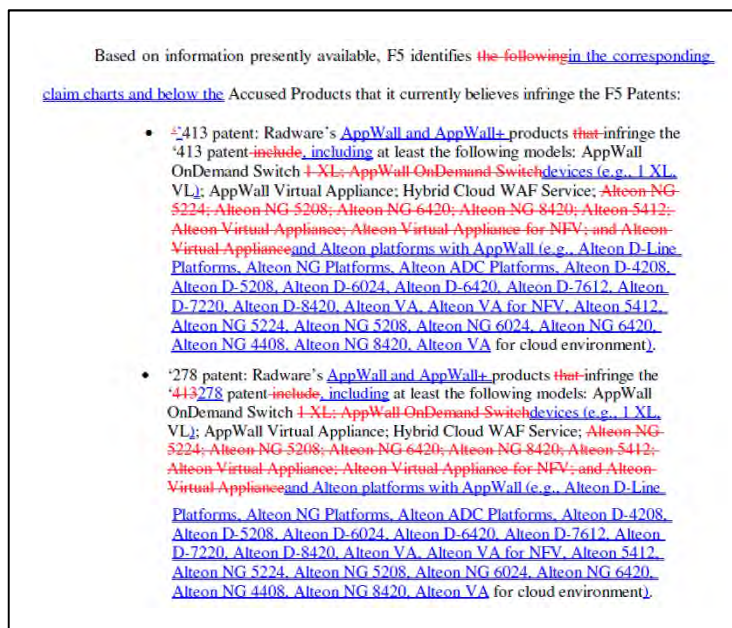 Based on information presently available, F5 identifies the followingin the corresponding
claim charts and below the Accused Products that it currently believes infringe the F5 Patents:
• ‘413 patent: Radware’s AppWall and AppWall+ products that infringe the
‘413 patent include, including at least the following models: AppWall
OnDemand Switch 1 XL; AppWall OnDemand Switchdevices (e.g., 1 XL,
VL); AppWall Virtual Appliance; Hybrid Cloud WAF Service; Alteon NG
5224; Alteon NG 5208; Alteon NG 6420; Alteon NG 8420; Alteon 5412;
Alteon Virtual Appliance; Alteon Virtual Appliance for NFV; and Alteon
Virtual Applianceand Alteon platforms with AppWall (e.g., Alteon D-Line
Platforms, Alteon NG Platforms, Alteon ADC Platforms, Alteon D-4208,
Alteon D-5208, Alteon D-6024, Alteon D-6420, Alteon D-7612, Alteon
D-7220, Alteon D-8420, Alteon VA, Alteon VA for NFV, Alteon 5412,
Alteon NG 5224, Alteon NG 5208, Alteon NG 6024, Alteon NG 6420,
Alteon NG 4408, Alteon NG 8420, Alteon VA for cloud environment).
• ‘278 patent: Radware’s AppWall and AppWall+ products that infringe the
‘413278 patent include, including at least the following models: AppWall
OnDemand Switch 1 XL; AppWall OnDemand Switchdevices (e.g., 1 XL,
VL); AppWall Virtual Appliance; Hybrid Cloud WAF Service; Alteon NG
5224; Alteon NG 5208; Alteon NG 6420; Alteon NG 8420; Alteon 5412;
Alteon Virtual Appliance; Alteon Virtual Appliance for NFV; and Alteon
Virtual Applianceand Alteon platforms with AppWall (e.g., Alteon D-Line
Platforms, Alteon NG Platforms, Alteon ADC Platforms, Alteon D-4208,
Alteon D-5208, Alteon D-6024, Alteon D-6420, Alteon D-7612, Alteon
D-7220, Alteon D-8420, Alteon VA, Alteon VA for NFV, Alteon 5412,
Alteon NG 5224, Alteon NG 5208, Alteon NG 6024, Alteon NG 6420,
Alteon NG 4408, Alteon NG 8420, Alteon VA for cloud environment).